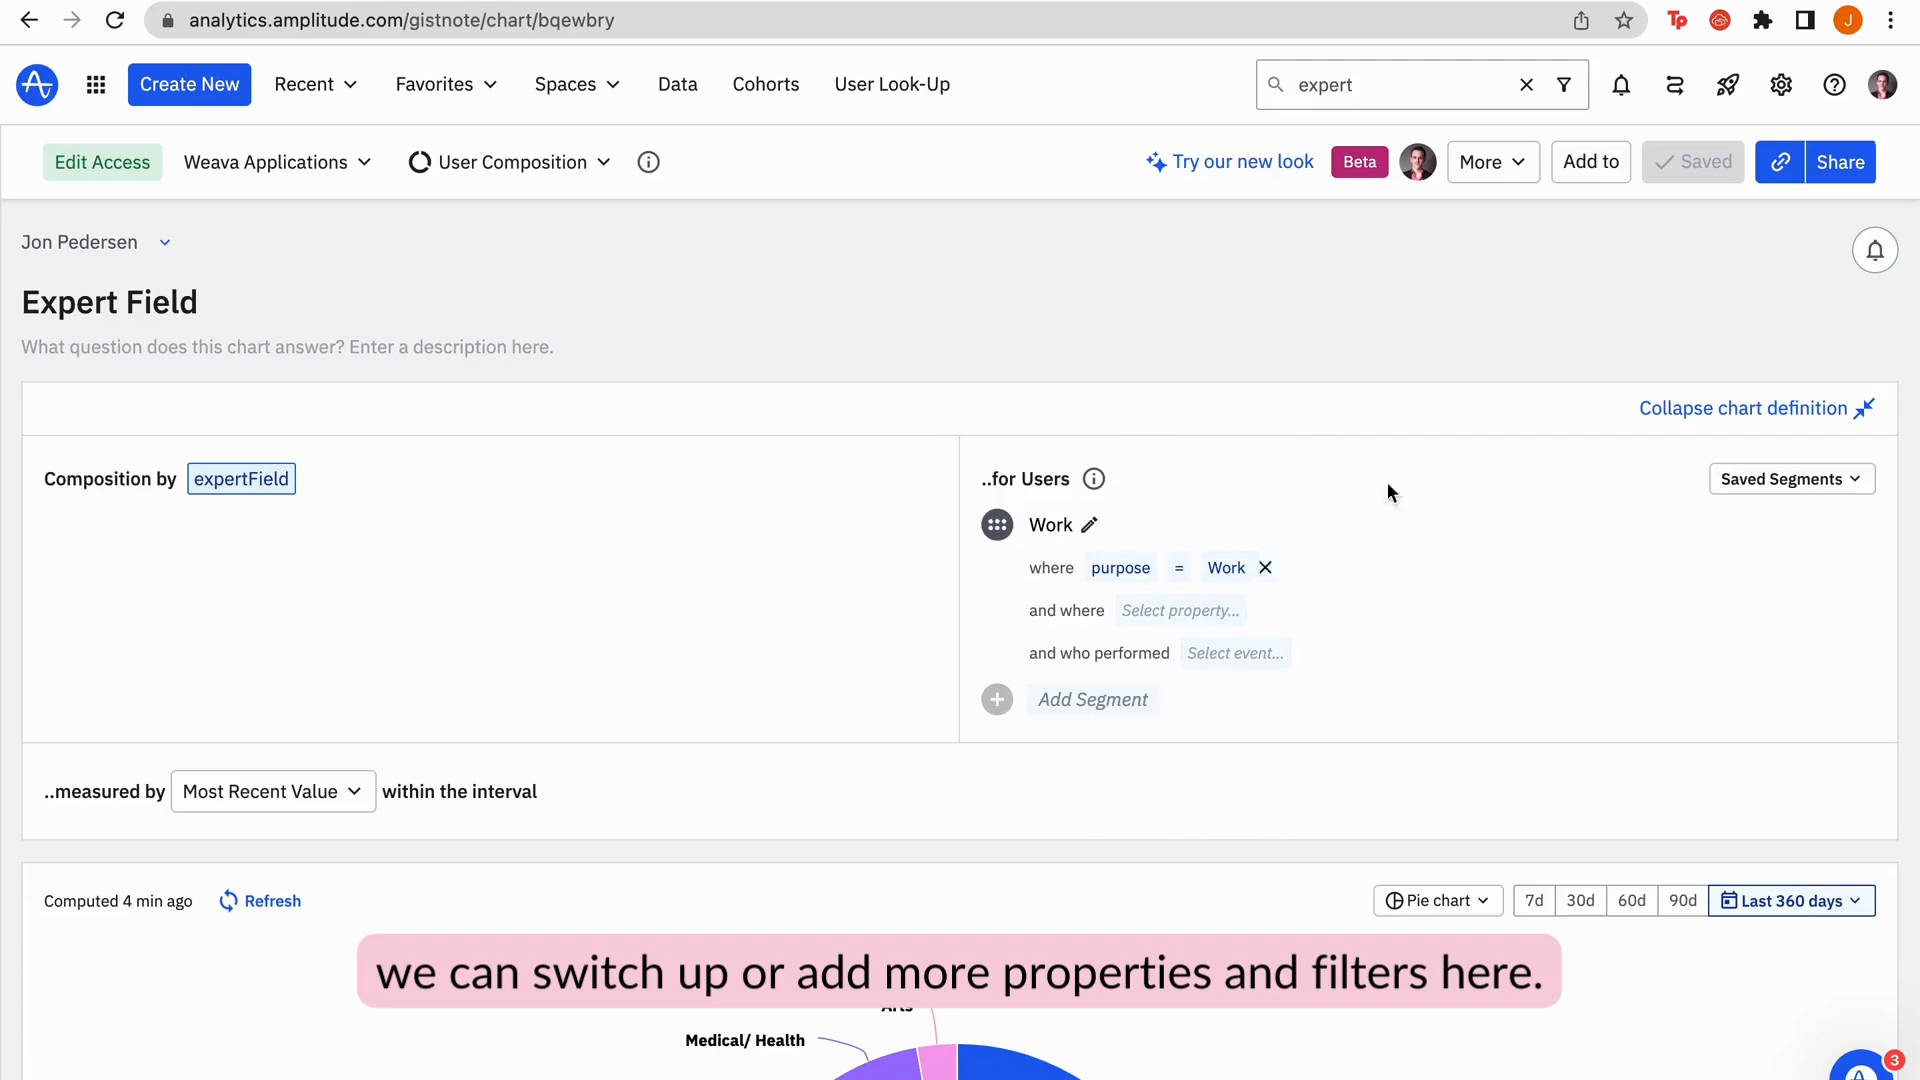 analytics.amplitude.com/gistnote/chart/bqewbry
J
Create New Recent Favorites Spaces Data Cohorts User Look-Up expert
Edit Access Weava Applications User Composition Try our new look Beta More Add to Saved Share
Jon Pedersen
Expert Field
What question does this chart answer? Enter a description here.
Collapse chart definition
Composition by expertField
..for Users Saved Segments
Work
where purpose = Work
and where Select property...
and who performed Select event...
Add Segment
..measured by Most Recent Value within the interval
Computed 4 min ago Refresh Pie chart 7d 30d 60d 90d Last 360 days
we can switch up or add more properties and filters here.
Arts
Medical/ Health
3